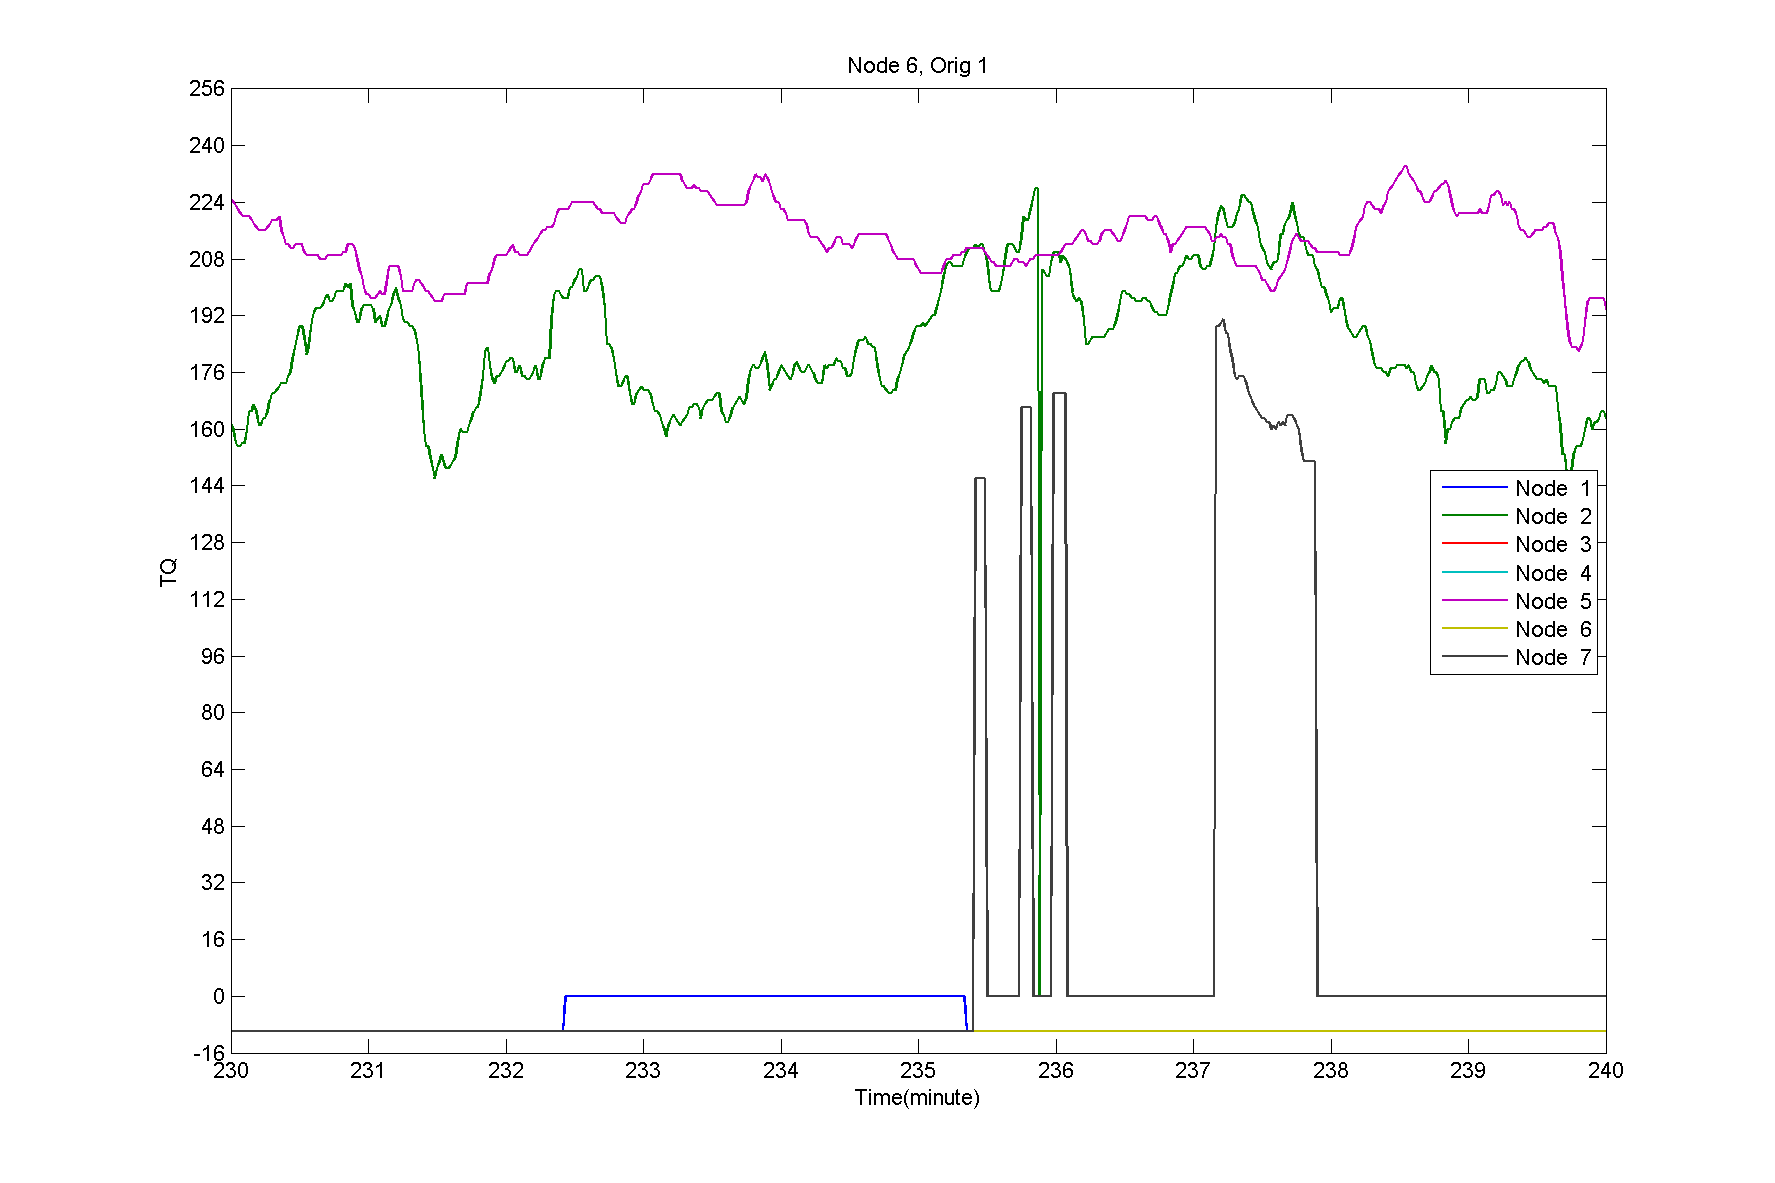 Node 6, Orig 1
256
240
224
208
192
176
160
144
128
112
96
80
64
48
32
16
0
-16
TQ
230 231 232 233 234 235 236 237 238 239 240
Time(minute)
Node 1
Node 2
Node 3
Node 4
Node 5
Node 6
Node 7